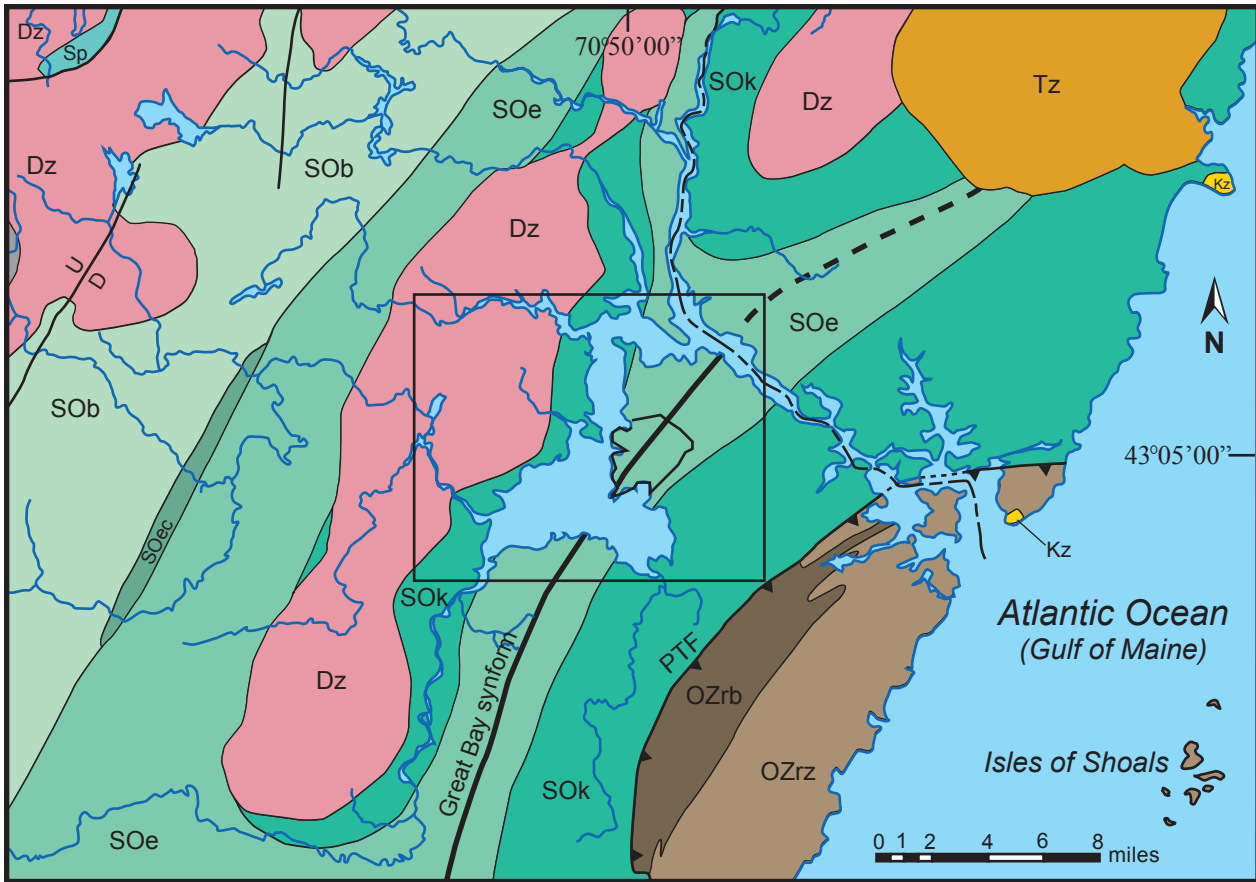 Dz
Sp
70°50'00"
SOk
Dz
Tz
SOe
SOb
Dz
Kz
Dz
U
D
SOe
N
SOb
43°05'00"
SOec
Kz
SOk
Atlantic Ocean
(Gulf of Maine)
PTF
Dz
OZrb
Great Bay synform
Isles of Shoals
OZrz
SOk
SOe
0 1 2 4 6 8 miles